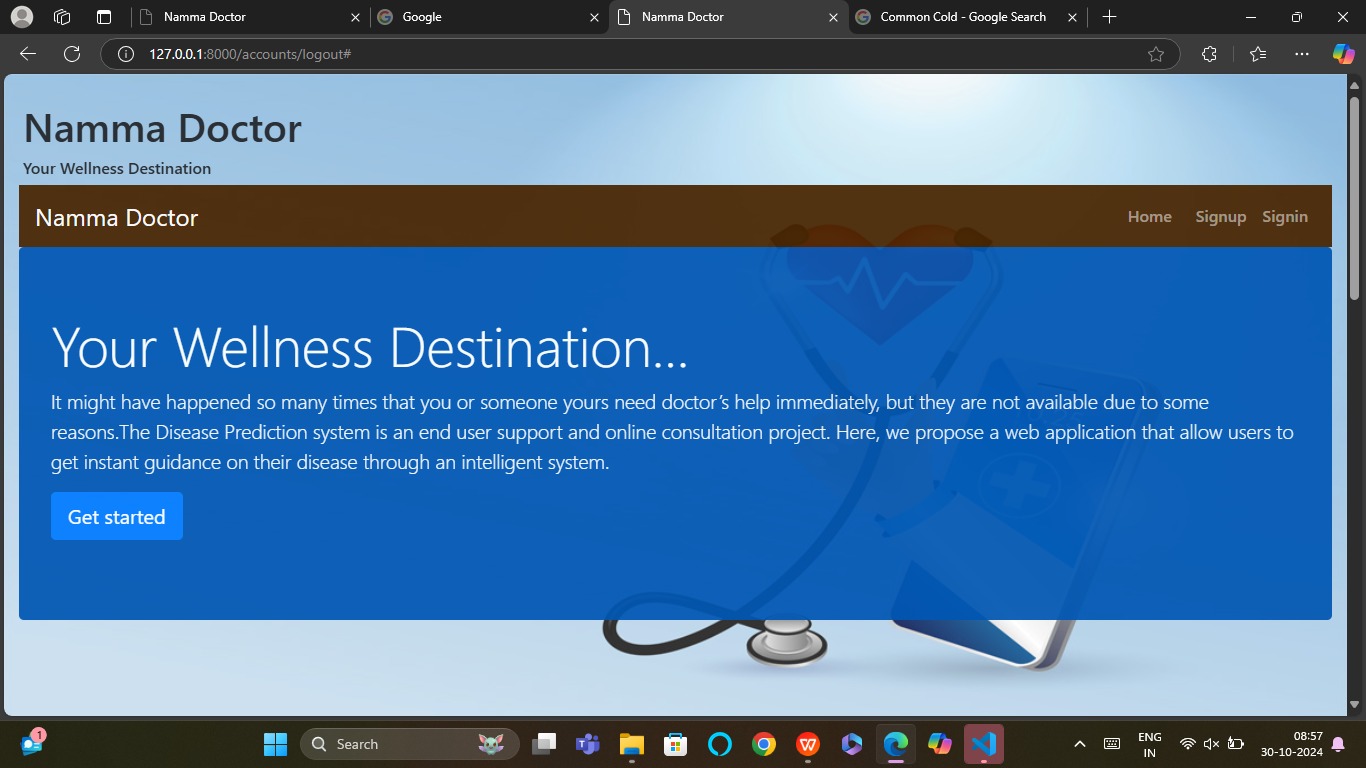 Namma Doctor
Google
Namma Doctor
Common Cold - Google Search
127.0.0.1:8000/accounts/logout#
Namma Doctor
Your Wellness Destination
Namma Doctor
Home Signup Signin
Your Wellness Destination...
It might have happened so many times that you or someone yours need doctor’s help immediately, but they are not available due to some
reasons.The Disease Prediction system is an end user support and online consultation project. Here, we propose a web application that allow users to
get instant guidance on their disease through an intelligent system.
Get started
1
Search
ENG
IN
08:57
30-10-2024